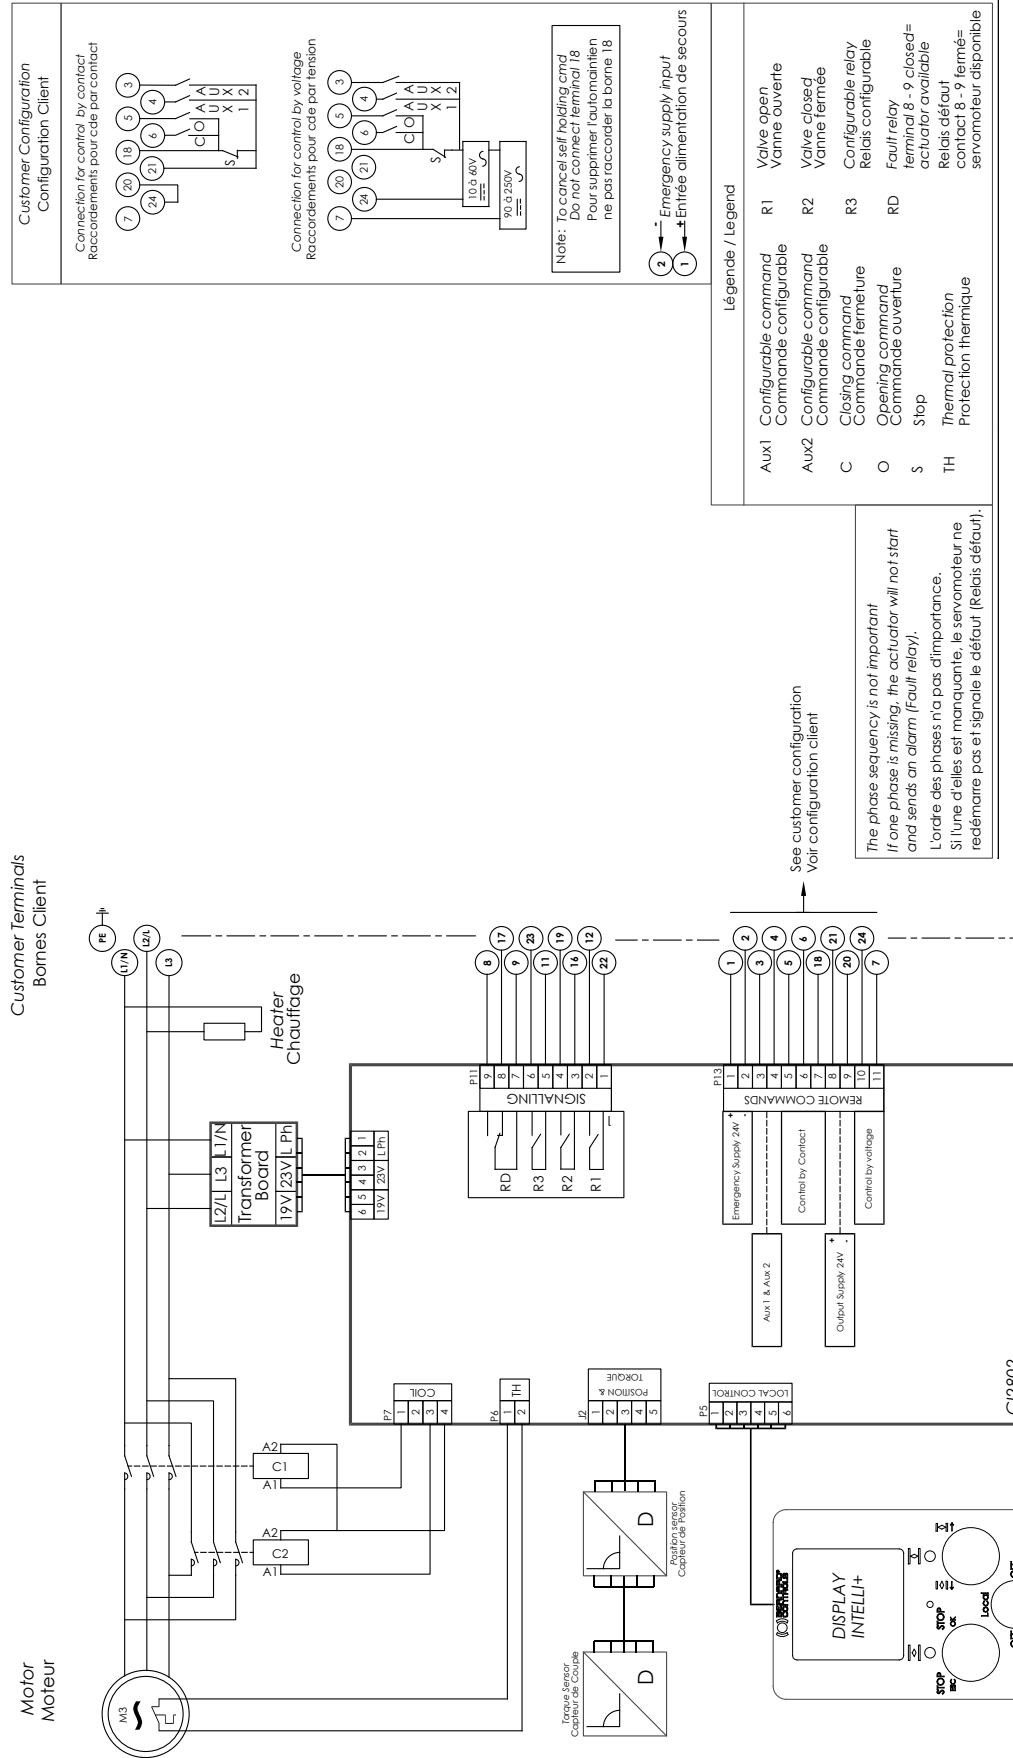 Motor
Moteur
Customer Terminals
Bornes Client
Customer Configuration
Configuration Client
M3
PE
L1/N
L2/L
L3
Heater
Chauffage
L2/L L3 L1/N
Transformer
Board
19V 23V L Ph
6 5 4 3 2 1
19V 23V L Ph
A2
C1
A1
A2
C2
A1
P7
COIL
1
2
3
4
P6
TH
1
2
J2
POSITION &
TORQUE
1
2
3
4
5
P5
LOCAL CONTROL
1
2
3
4
5
6
D
Position sensor
Capteur de Position
Torque Sensor
Capteur de Couple
D
DISPLAY
INTELLI+
STOP
ESC
STOP
OK
Local
P11
SIGNALLING
9
8
7
6
5
4
3
2
1
RD
R3
R2
R1
8
17
9
23
11
19
16
12
22
P13
REMOTE COMMANDS
1
2
3
4
5
6
7
8
9
10
11
Emergency Supply 24V + -
Aux 1 & Aux 2
Control by Contact
Output Supply 24V + -
Control by voltage
1
2
3
4
5
6
18
21
20
24
7
See customer configuration
Voir configuration client
Connection for control by contact
Raccordements pour cde par contact
7
20
24
21
18
6
5
4
3
S
C O
A A
U U
X X
1 2
Connection for control by voltage
Raccordements pour cde par tension
7
24
20
21
18
6
5
4
3
S
C O
A A
U U
X X
1 2
10 à 60V
90 à 250V
Note: To cancel self holding cmd
Do not connect terminal 18
Pour supprimer l'automaintien
ne pas raccorder la borne 18
2 - Emergency supply input
1 + Entrée alimentation de secours
Légende / Legend
Aux1 Configurable command
Commande configurable
Aux2 Configurable command
Commande configurable
C Closing command
Commande fermeture
O Opening command
Commande ouverture
S Stop
TH Thermal protection
Protection thermique
R1 Valve open
Vanne ouverte
R2 Valve closed
Vanne fermée
R3 Configurable relay
Relais configurable
RD Fault relay
terminal 8 - 9 closed=
actuator available
Relais défaut
contact 8 - 9 fermé=
servomoteur disponible
The phase sequency is not important
If one phase is missing, the actuator will not start
and sends an alarm (Fault relay).
L'ordre des phases n'a pas d'importance.
Si l'une d'elles est manquante, le servomoteur ne
redémarre pas et signale le défaut (Relais défaut).